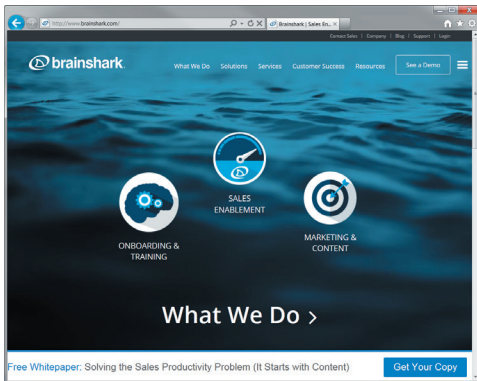 http://www.brainshark.com/
Brainshark | Sales En...
Contact Sales | Company | Blog | Support | Login
brainshark
What We Do Solutions Services Customer Success Resources See a Demo
SALES
ENABLEMENT
ONBOARDING &
TRAINING
MARKETING &
CONTENT
What We Do >
Free Whitepaper: Solving the Sales Productivity Problem (It Starts with Content) Get Your Copy